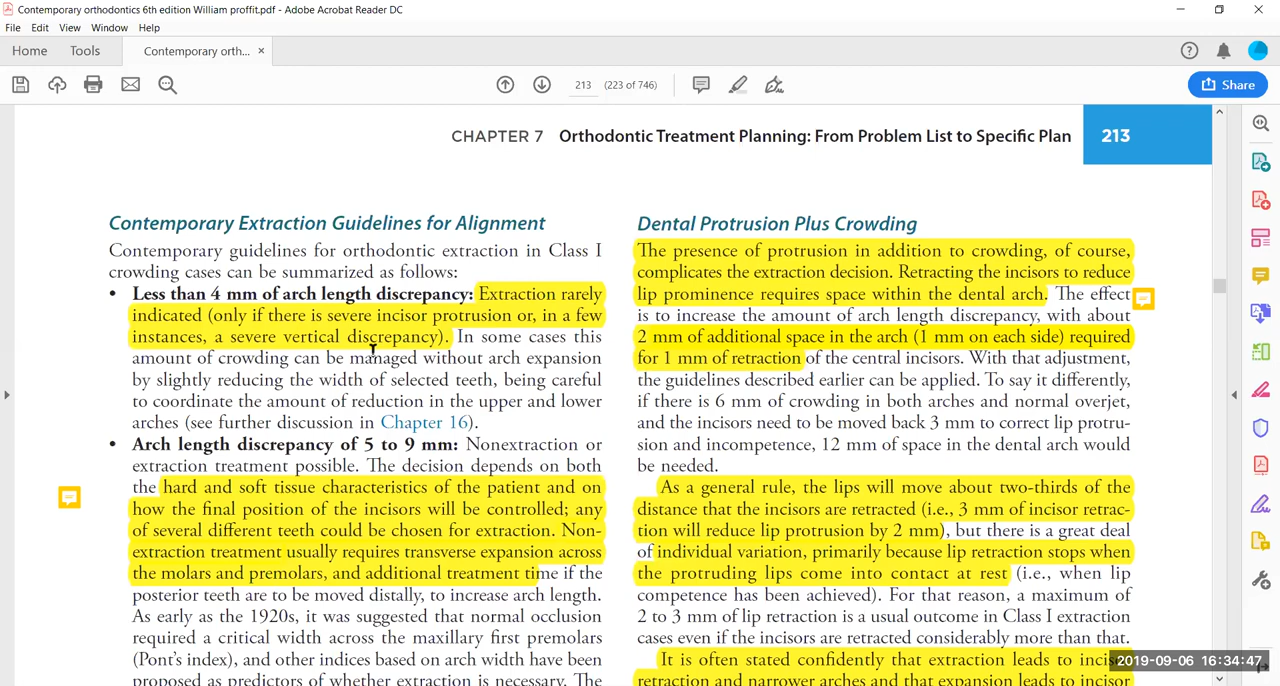 Contemporary orthodontics 6th edition William proffit.pdf - Adobe Acrobat Reader DC
File Edit View Window Help
Home Tools Contemporary orth... ×
213 (223 of 746)
Share
CHAPTER 7 Orthodontic Treatment Planning: From Problem List to Specific Plan
213
Contemporary Extraction Guidelines for Alignment
Contemporary guidelines for orthodontic extraction in Class I
crowding cases can be summarized as follows:
• Less than 4 mm of arch length discrepancy: Extraction rarely
indicated (only if there is severe incisor protrusion or, in a few
instances, a severe vertical discrepancy). In some cases this
amount of crowding can be managed without arch expansion
by slightly reducing the width of selected teeth, being careful
to coordinate the amount of reduction in the upper and lower
arches (see further discussion in Chapter 16).
• Arch length discrepancy of 5 to 9 mm: Nonextraction or
extraction treatment possible. The decision depends on both
the hard and soft tissue characteristics of the patient and on
how the final position of the incisors will be controlled; any
of several different teeth could be chosen for extraction. Non-
extraction treatment usually requires transverse expansion across
the molars and premolars, and additional treatment time if the
posterior teeth are to be moved distally, to increase arch length.
As early as the 1920s, it was suggested that normal occlusion
required a critical width across the maxillary first premolars
(Pont's index), and other indices based on arch width have been
proposed as predictors of whether extraction is necessary. The
Dental Protrusion Plus Crowding
The presence of protrusion in addition to crowding, of course,
complicates the extraction decision. Retracting the incisors to reduce
lip prominence requires space within the dental arch. The effect
is to increase the amount of arch length discrepancy, with about
2 mm of additional space in the arch (1 mm on each side) required
for 1 mm of retraction of the central incisors. With that adjustment,
the guidelines described earlier can be applied. To say it differently,
if there is 6 mm of crowding in both arches and normal overjet,
and the incisors need to be moved back 3 mm to correct lip protru-
sion and incompetence, 12 mm of space in the dental arch would
be needed.
As a general rule, the lips will move about two-thirds of the
distance that the incisors are retracted (i.e., 3 mm of incisor retrac-
tion will reduce lip protrusion by 2 mm), but there is a great deal
of individual variation, primarily because lip retraction stops when
the protruding lips come into contact at rest (i.e., when lip
competence has been achieved). For that reason, a maximum of
2 to 3 mm of lip retraction is a usual outcome in Class I extraction
cases even if the incisors are retracted considerably more than that.
It is often stated confidently that extraction leads to incisor
retraction and narrower arches and that expansion leads to incisor
2019-09-06 16:34:47